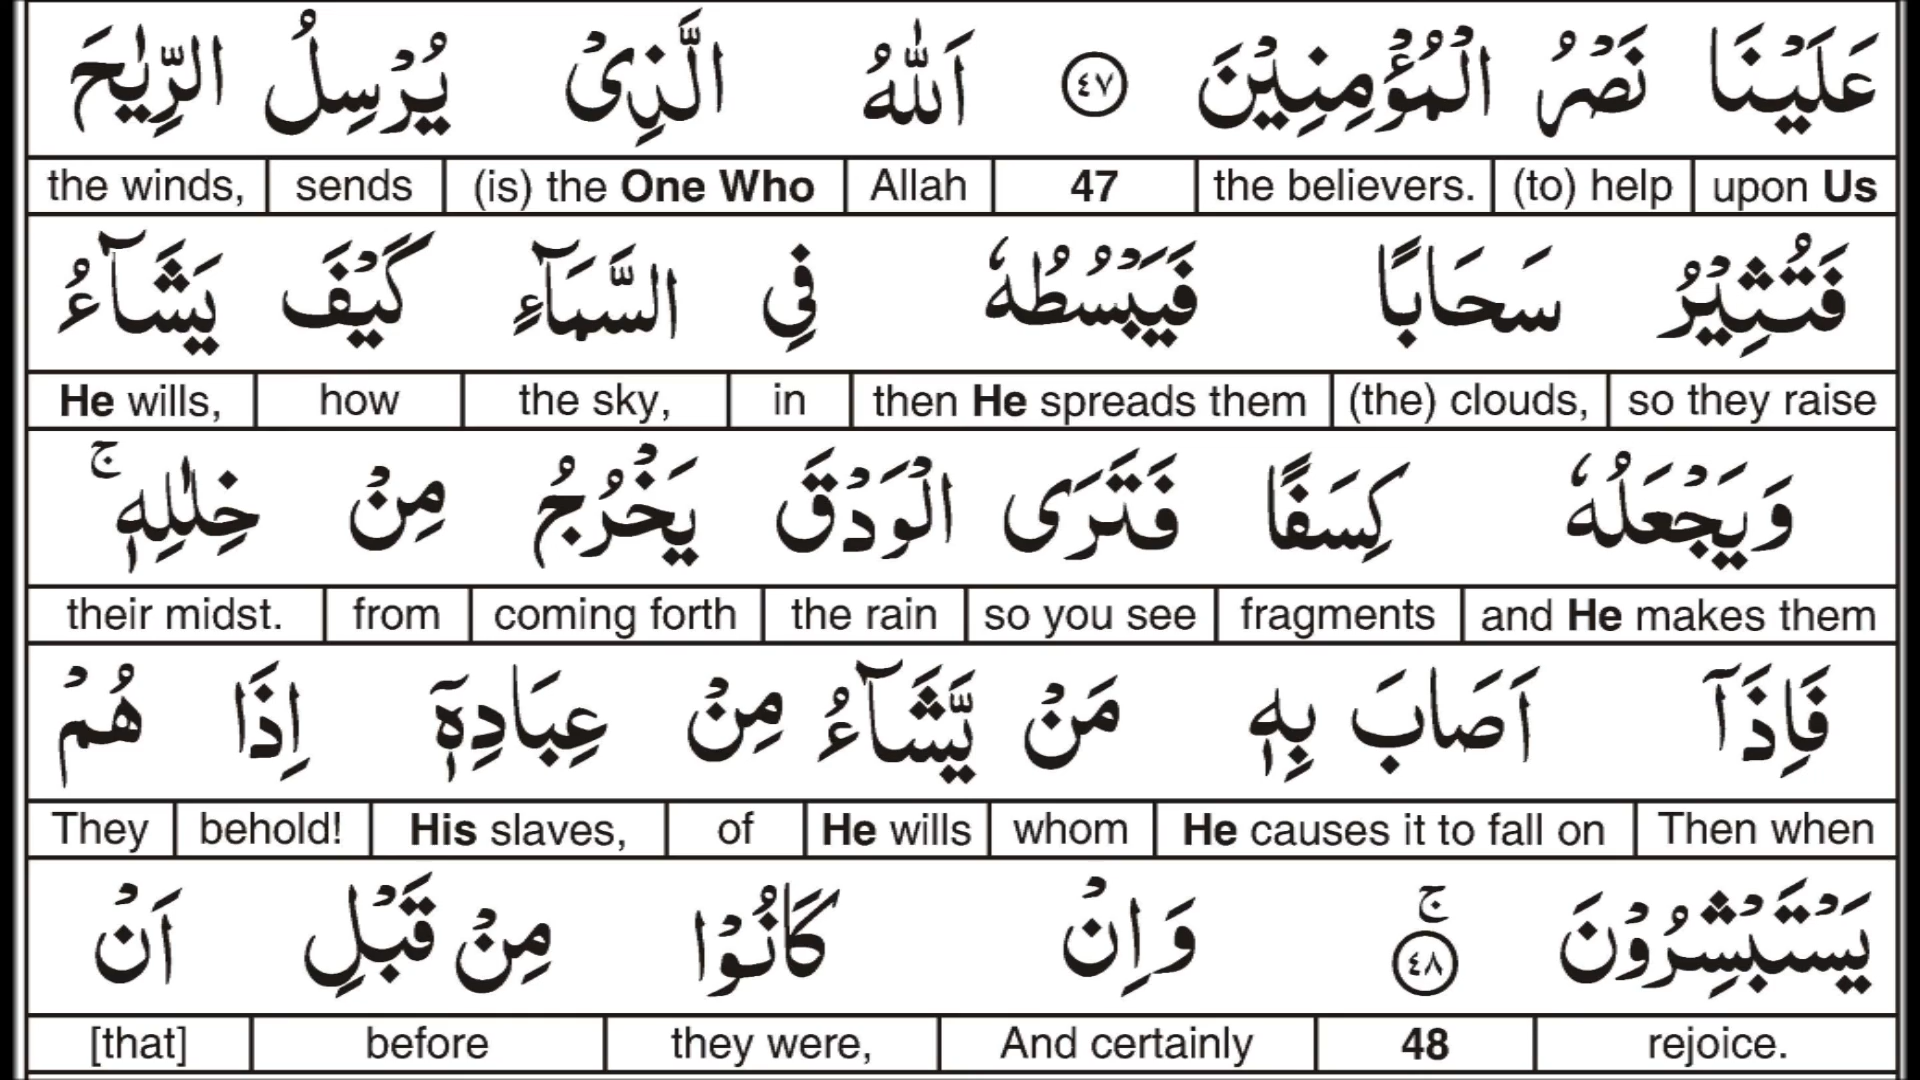 عَلَيْنَا نَصْرُ الْمُؤْمِنِيْنَ ﴿٤٧﴾ اَللّٰهُ الَّذِىْ يُرْسِلُ الرِّيٰحَ
upon Us (to) help the believers. 47 Allah (is) the One Who sends the winds,
فَتُثِيْرُ سَحَابًا فَيَبْسُطُهٗ فِى السَّمَآءِ كَيْفَ يَشَآءُ
so they raise (the) clouds, then He spreads them in the sky, how He wills,
وَيَجْعَلُهٗ كِسَفًا فَتَرَى الْوَدْقَ يَخْرُجُ مِنْ خِلٰلِهٖ ۚ
and He makes them fragments so you see the rain coming forth from their midst.
فَاِذَآ اَصَابَ بِهٖ مَنْ يَّشَآءُ مِنْ عِبَادِهٖٓ اِذَا هُمْ
Then when He causes it to fall on whom He wills of His slaves, behold! They
يَسْتَبْشِرُوْنَ ۚ ﴿٤٨﴾ وَاِنْ كَانُوْا مِنْ قَبْلِ اَنْ
rejoice. 48 And certainly they were, before [that]